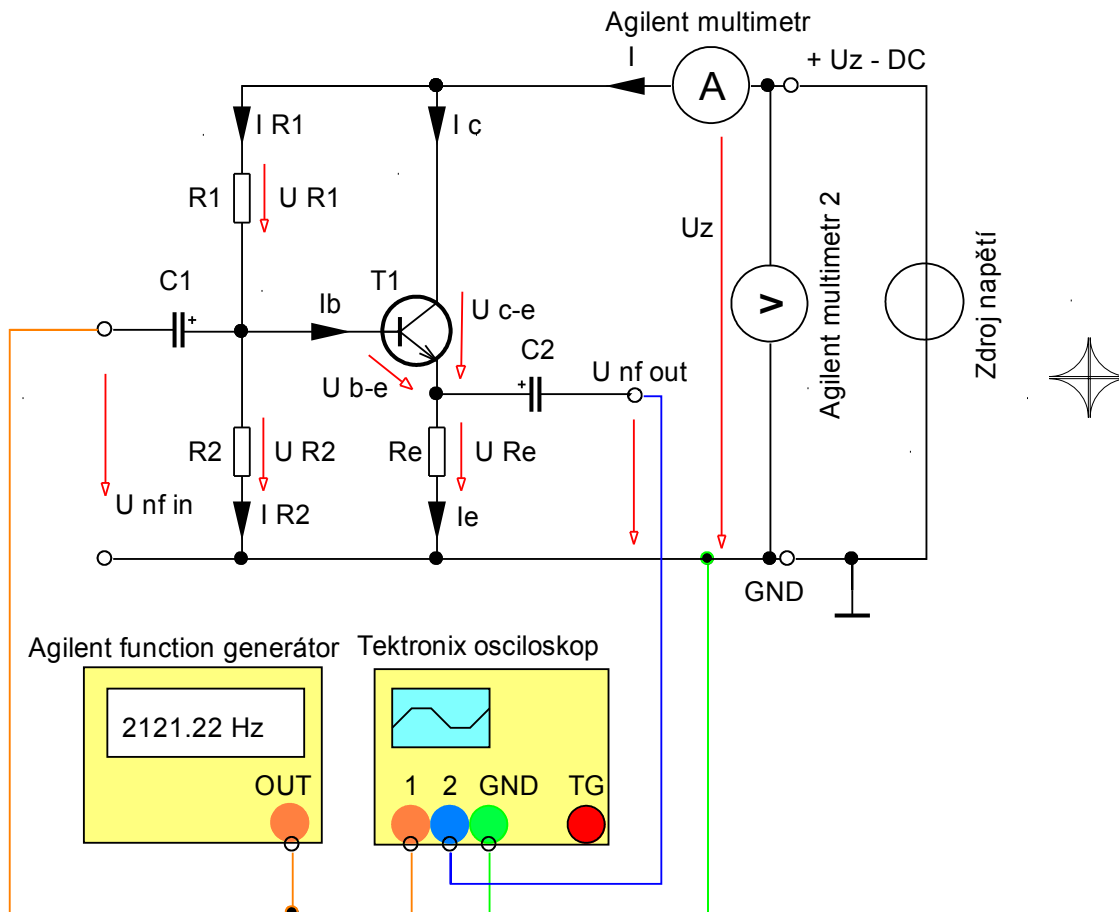 Agilent multimetr
I
+ Uz - DC
A
I R1
I c
R1
U R1
Uz
Agilent multimetr 2
Zdroj napětí
C1
T1
Ib
U c-e
V
C2
U b-e
U nf out
R2
U R2
Re
U Re
U nf in
I R2
Ie
GND
Agilent function generátor
Tektronix osciloskop
2121.22 Hz
OUT
1
2
GND
TG
+
+